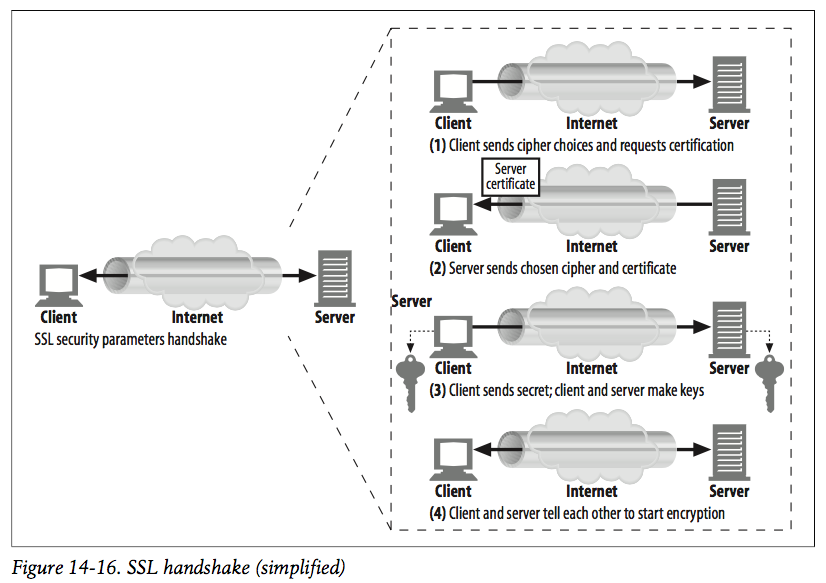 Client Internet Server
(1) Client sends cipher choices and requests certification
Server
certificate
Client Internet Server
(2) Server sends chosen cipher and certificate
Client Internet Server
SSL security parameters handshake
Server
Client Internet Server
(3) Client sends secret; client and server make keys
Client Internet Server
(4) Client and server tell each other to start encryption
Figure 14-16. SSL handshake (simplified)